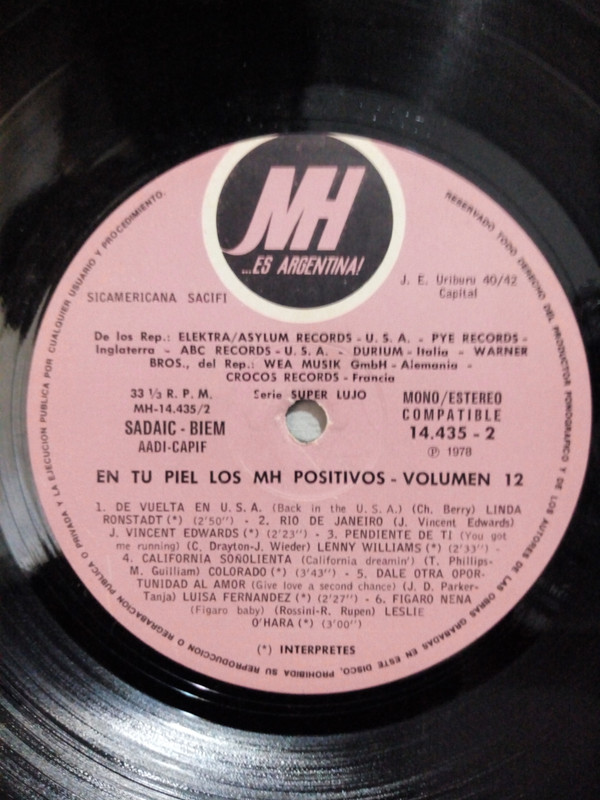 MH
...ES ARGENTINA!
SICAMERICANA SACIFI
J. E. Uriburu 40/42
Capital
De los Rep.: ELEKTRA/ASYLUM RECORDS - U. S. A. - PYE RECORDS -
Inglaterra - ABC RECORDS - U. S. A. - DURIUM - Italia - WARNER
BROS., del Rep.: WEA MUSIK GmbH - Alemania -
CROCOS RECORDS - Francia
33 1/3 R. P. M.
MH-14.435/2
Serie SUPER LUJO
MONO/ESTEREO
COMPATIBLE
SADAIC - BIEM
AADI-CAPIF
14.435 - 2
Ⓟ 1978
EN TU PIEL LOS MH POSITIVOS - VOLUMEN 12
1. DE VUELTA EN U. S. A. (Back in the U. S. A.) (Ch. Berry) LINDA
RONSTADT (*) (2'50'') - 2. RIO DE JANEIRO (J. Vincent Edwards)
J. VINCENT EDWARDS (*) (2'23'') - 3. PENDIENTE DE TI (You got
me running) (C. Drayton-J. Wieder) LENNY WILLIAMS (*) (2'33'') -
4. CALIFORNIA SOÑOLIENTA (California dreamin') (T. Phillips-
M. Guilliam) COLORADO (*) (3'43'') - 5. DALE OTRA OPOR-
TUNIDAD AL AMOR (Give love a second chance) (J. D. Parker-
Tanja) LUISA FERNANDEZ (*) (2'27'') - 6. FIGARO NENA
(Figaro baby) (Rossini-R. Rupen) LESLIE
O'HARA (*) (3'00'')
(*) INTERPRETES
RESERVADO TODO DERECHO DEL PRODUCTOR FONOGRAFICO Y DE LOS AUTORES DE LAS OBRAS GRABADAS EN ESTE DISCO, PROHIBIDA SU REPRODUCCION O REGRABACION PUBLICA O PRIVADA Y LA EJECUCION PUBLICA POR CUALQUIER USUARIO Y PROCEDIMIENTO.